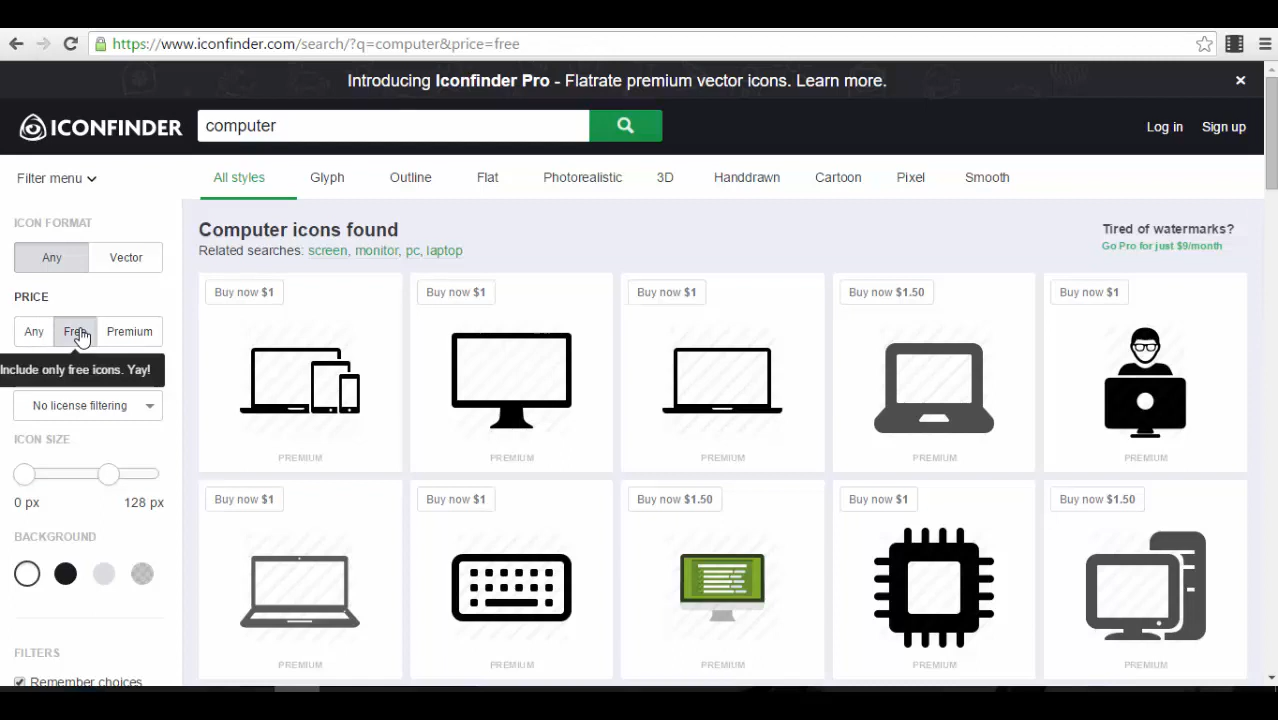 https://www.iconfinder.com/search/?q=computer&price=free
Introducing Iconfinder Pro - Flatrate premium vector icons. Learn more.
ICONFINDER
computer
Log in
Sign up
Filter menu
All styles
Glyph
Outline
Flat
Photorealistic
3D
Handdrawn
Cartoon
Pixel
Smooth
ICON FORMAT
Any
Vector
PRICE
Any
Free
Premium
Include only free icons. Yay!
No license filtering
ICON SIZE
0 px
128 px
BACKGROUND
FILTERS
Remember choices
Computer icons found
Related searches: screen, monitor, pc, laptop
Tired of watermarks?
Go Pro for just $9/month
Buy now $1
Buy now $1
Buy now $1
Buy now $1.50
Buy now $1
PREMIUM
PREMIUM
PREMIUM
PREMIUM
PREMIUM
Buy now $1
Buy now $1
Buy now $1.50
Buy now $1
Buy now $1.50
PREMIUM
PREMIUM
PREMIUM
PREMIUM
PREMIUM